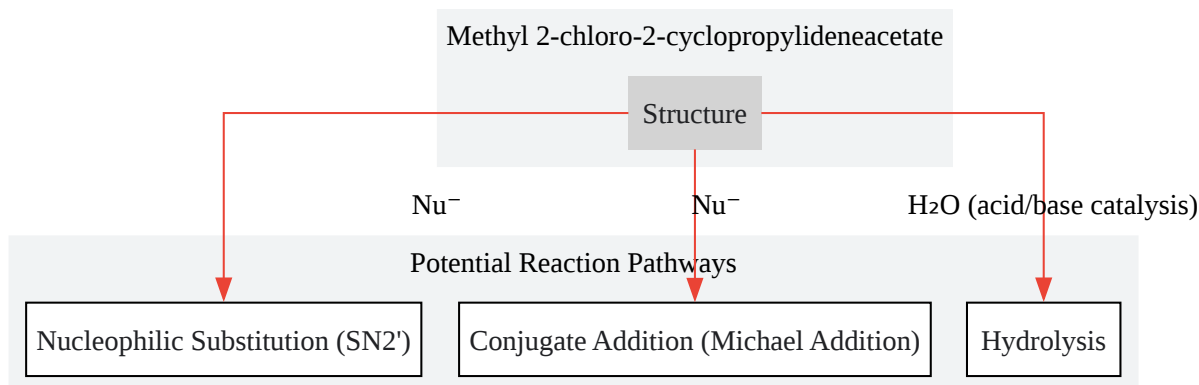 Methyl 2-chloro-2-cyclopropylideneacetate
Structure
Nu⁻
Nu⁻
H₂O (acid/base catalysis)
Potential Reaction Pathways
Nucleophilic Substitution (SN2')
Conjugate Addition (Michael Addition)
Hydrolysis